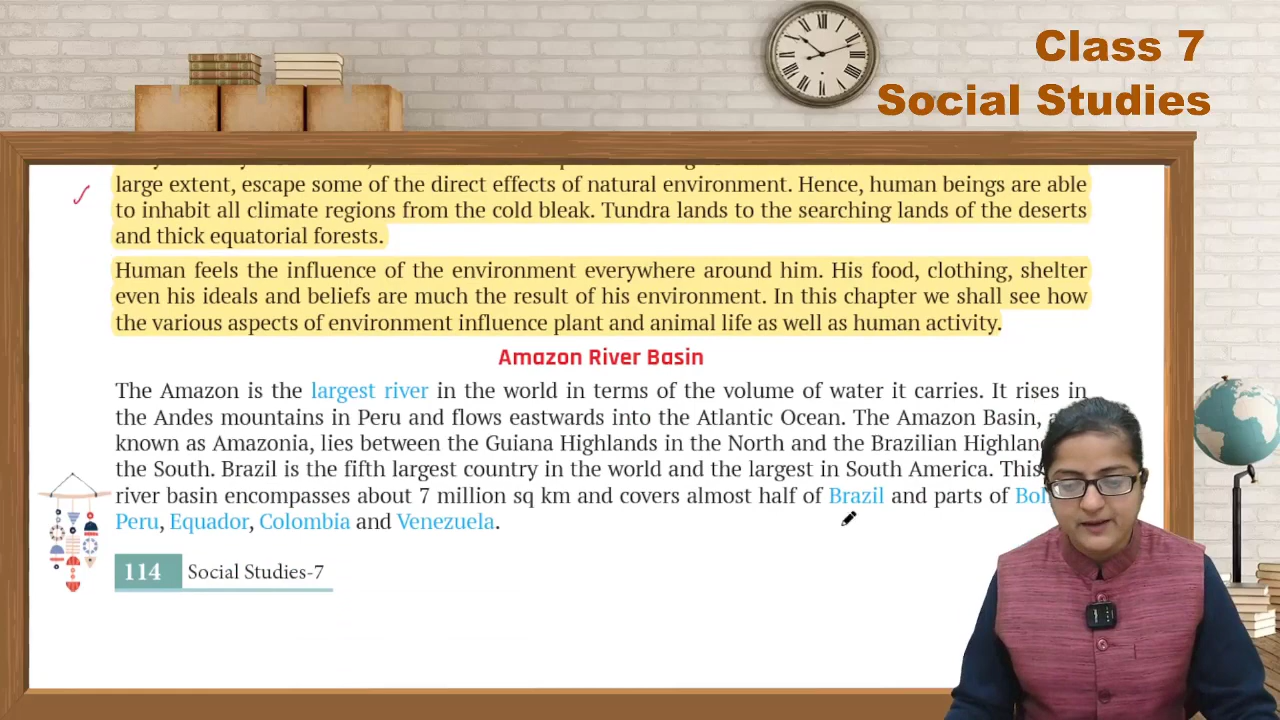 Class 7
Social Studies
large extent, escape some of the direct effects of natural environment. Hence, human beings are able
to inhabit all climate regions from the cold bleak. Tundra lands to the searching lands of the deserts
and thick equatorial forests.
Human feels the influence of the environment everywhere around him. His food, clothing, shelter
even his ideals and beliefs are much the result of his environment. In this chapter we shall see how
the various aspects of environment influence plant and animal life as well as human activity.
Amazon River Basin
The Amazon is the largest river in the world in terms of the volume of water it carries. It rises in
the Andes mountains in Peru and flows eastwards into the Atlantic Ocean. The Amazon Basin,
known as Amazonia, lies between the Guiana Highlands in the North and the Brazilian
the South. Brazil is the fifth largest country in the world and the largest in South America. This
river basin encompasses about 7 million sq km and covers almost half of Brazil and parts of
Peru, Equador, Colombia and Venezuela.
114 Social Studies-7